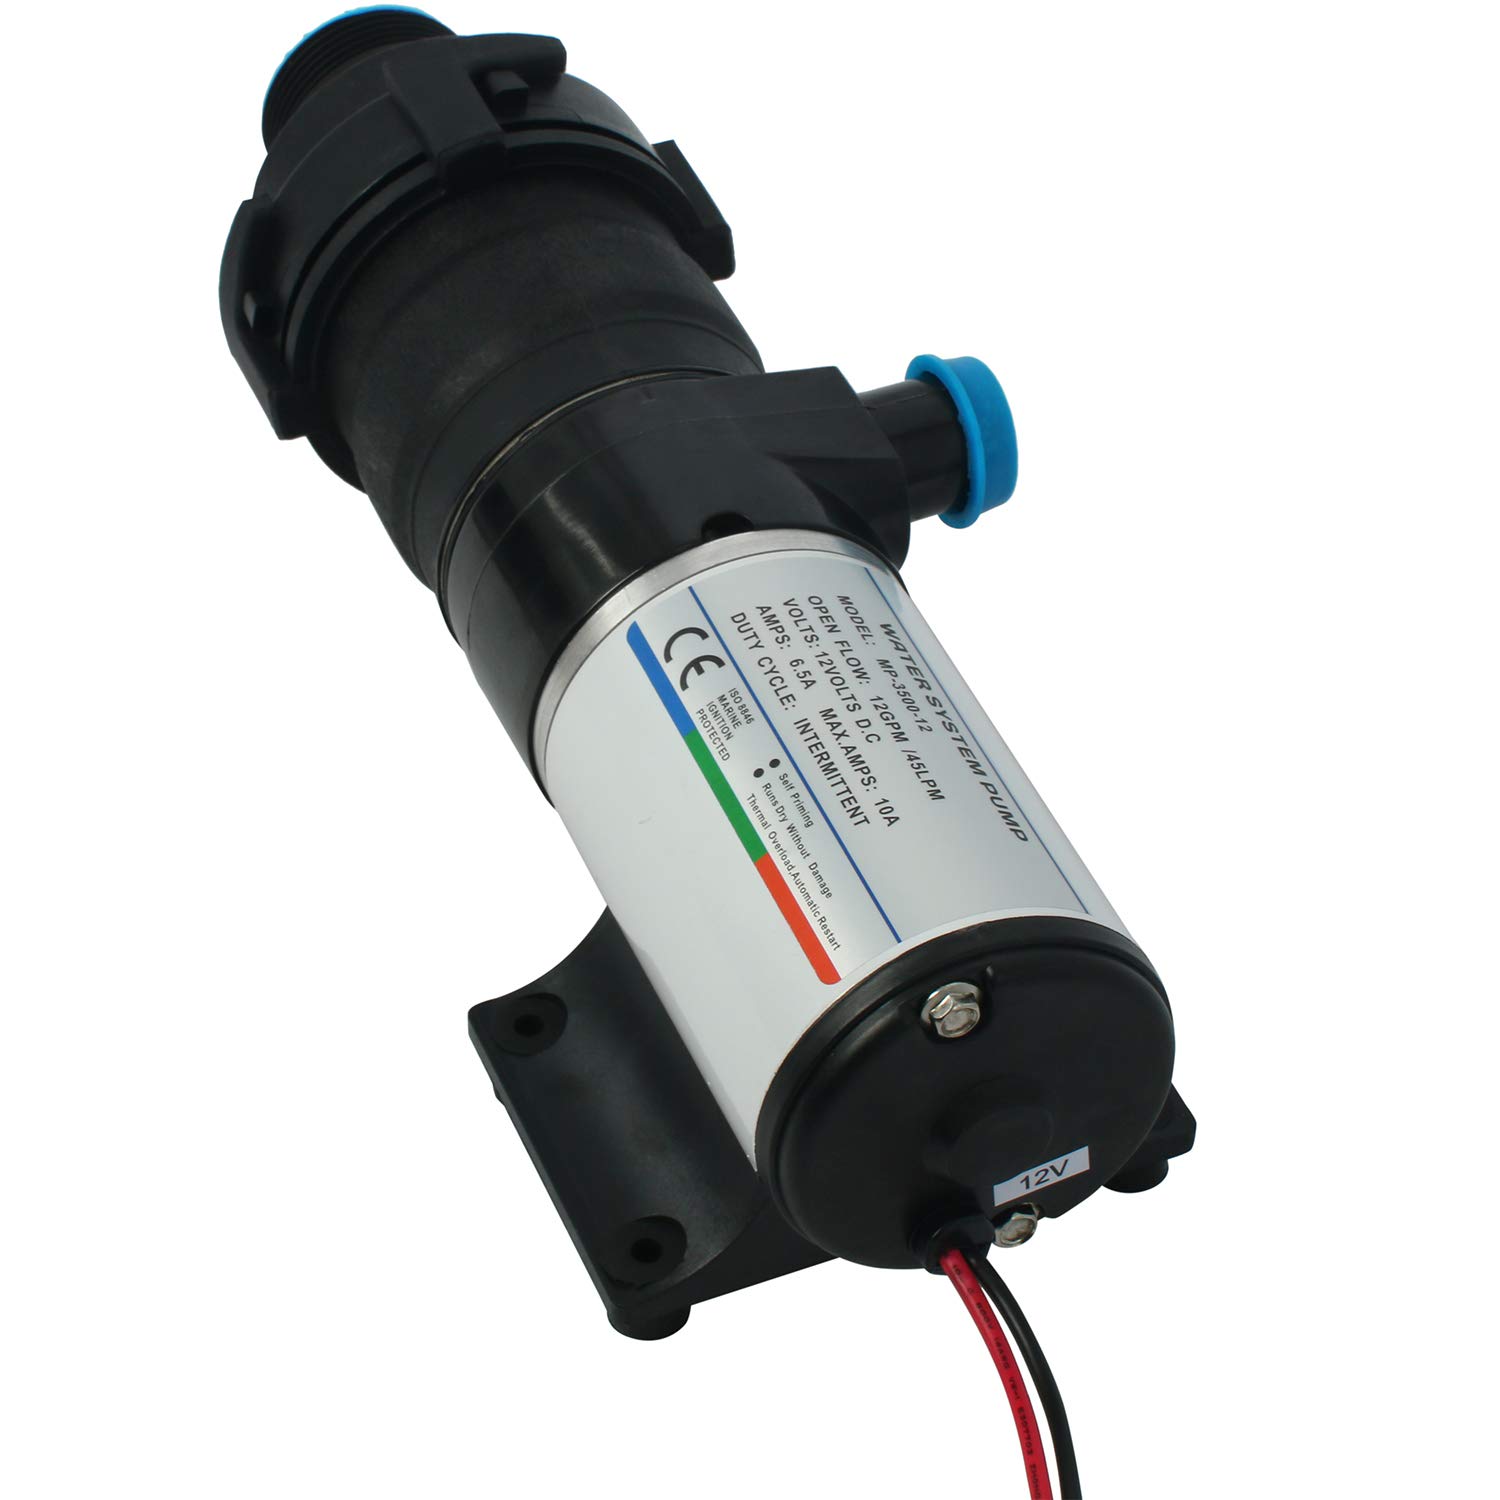 WATER SYSTEM PUMP
MODEL: MP-3500-12
OPEN FLOW: 12GPM /45LPM
VOLTS: 12VOLTS D.C
AMPS: 6.5A MAX.AMPS: 10A
DUTY CYCLE: INTERMITTENT
CE
ISO 8846
MARINE
IGNITION
PROTECTED
Self Priming
Runs Dry Without Damage
Thermal Overload,Automatic Restart
12V